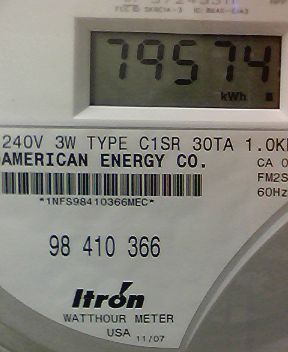 79574
kWh
240V 3W TYPE C1SR 30TA 1.0K
AMERICAN ENERGY CO.
CA 0
FM2S
60Hz
*1NFS98410366MEC*
98 410 366
Itrón
WATTHOUR METER
USA 11/07